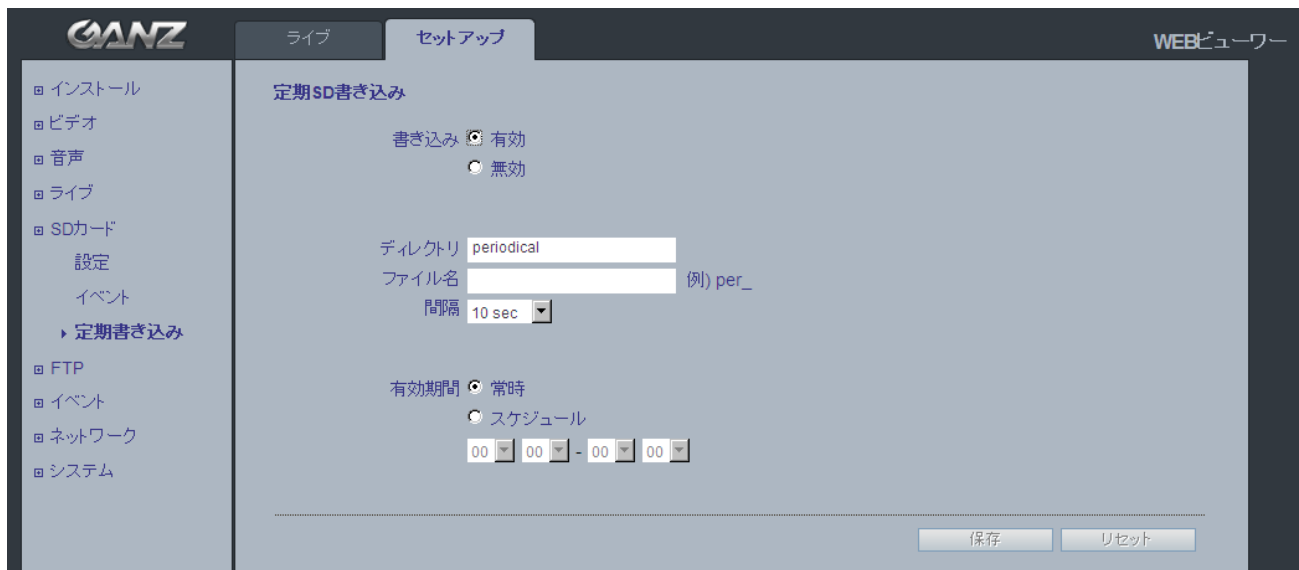 GANZ
ライブ
セットアップ
WEBビューワー
インストール
ビデオ
音声
ライブ
SDカード
設定
イベント
定期書き込み
FTP
イベント
ネットワーク
システム
定期SD書き込み
書き込み 有効
無効
ディレクトリ periodical
ファイル名 例) per_
間隔 10 sec
有効期間 常時
スケジュール
00 00 - 00 00
保存 リセット